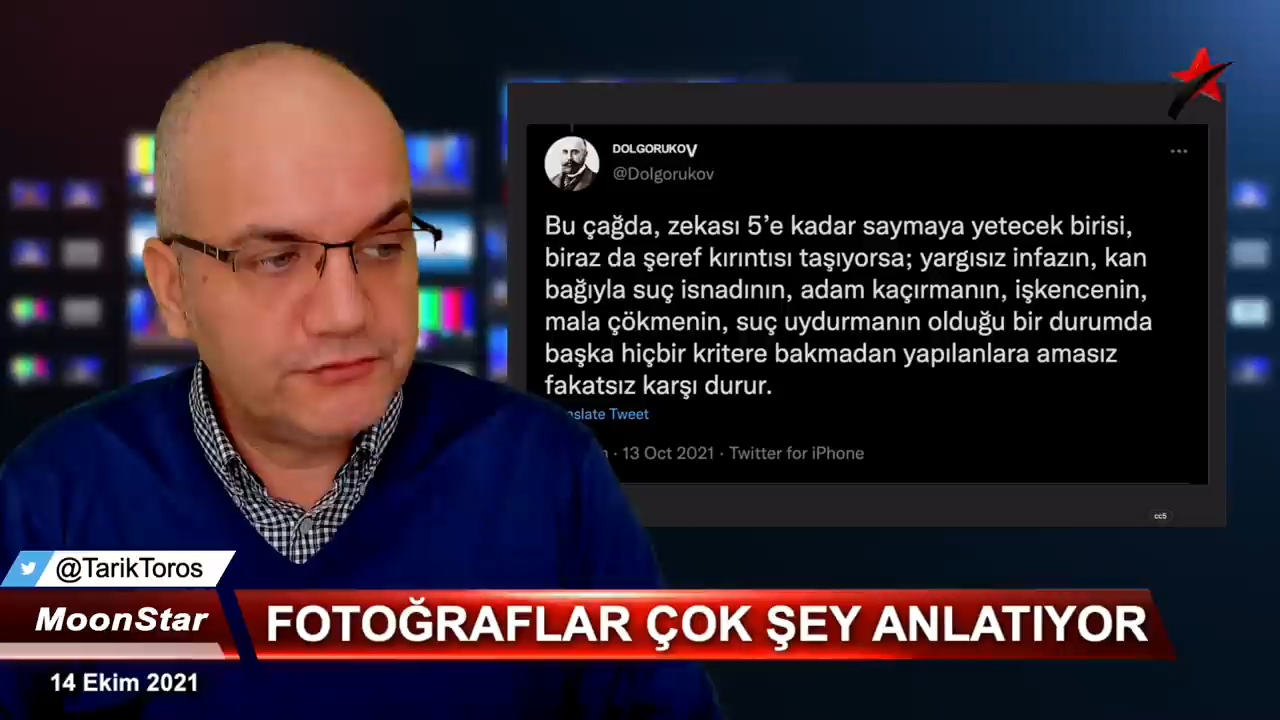 DOLGORUKOV
@Dolgorukov
Bu çağda, zekası 5'e kadar saymaya yetecek birisi,
biraz da şeref kırıntısı taşıyorsa; yargısız infazın, kan
bağıyla suç isnadının, adam kaçırmanın, işkencenin,
mala çökmenin, suç uydurmanın olduğu bir durumda
başka hiçbir kritere bakmadan yapılanlara amasız
fakatsız karşı durur.
Tweet
· 13 Oct 2021 · Twitter for iPhone
cc5
@TarikToros
MoonStar
FOTOĞRAFLAR ÇOK ŞEY ANLATIYOR
14 Ekim 2021